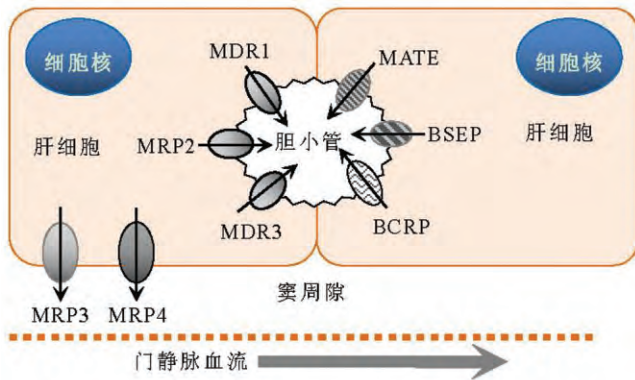 细胞核
MDR1
MATE
细胞核
肝细胞
MRP2
胆小管
BSEP
肝细胞
MDR3
BCRP
MRP3
MRP4
窦周隙
门静脉血流